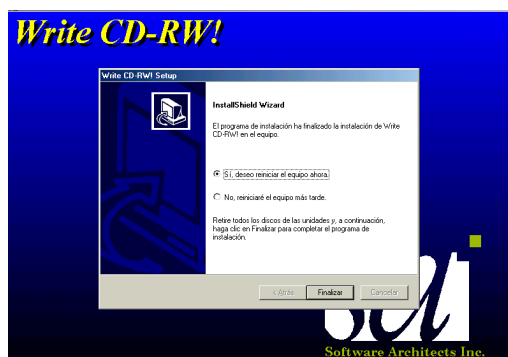 Write CD-RW!
Write CD-RW! Setup
InstallShield Wizard
El programa de instalación ha finalizado la instalación de Write
CD-RW! en el equipo.
Sí, deseo reiniciar el equipo ahora.
No, reiniciaré el equipo más tarde.
Retire todos los discos de las unidades y, a continuación,
haga clic en Finalizar para completar el programa de
instalación.
< Atrás Finalizar Cancelar
sai
Software Architects Inc.